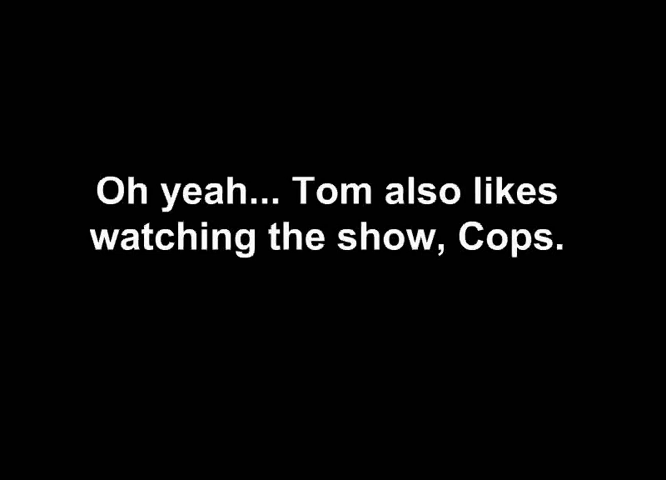 Oh yeah... Tom also likes
watching the show, Cops.